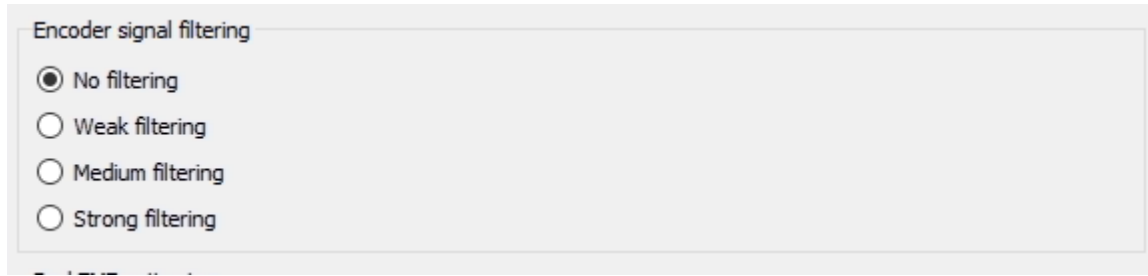 Encoder signal filtering
No filtering
Weak filtering
Medium filtering
Strong filtering